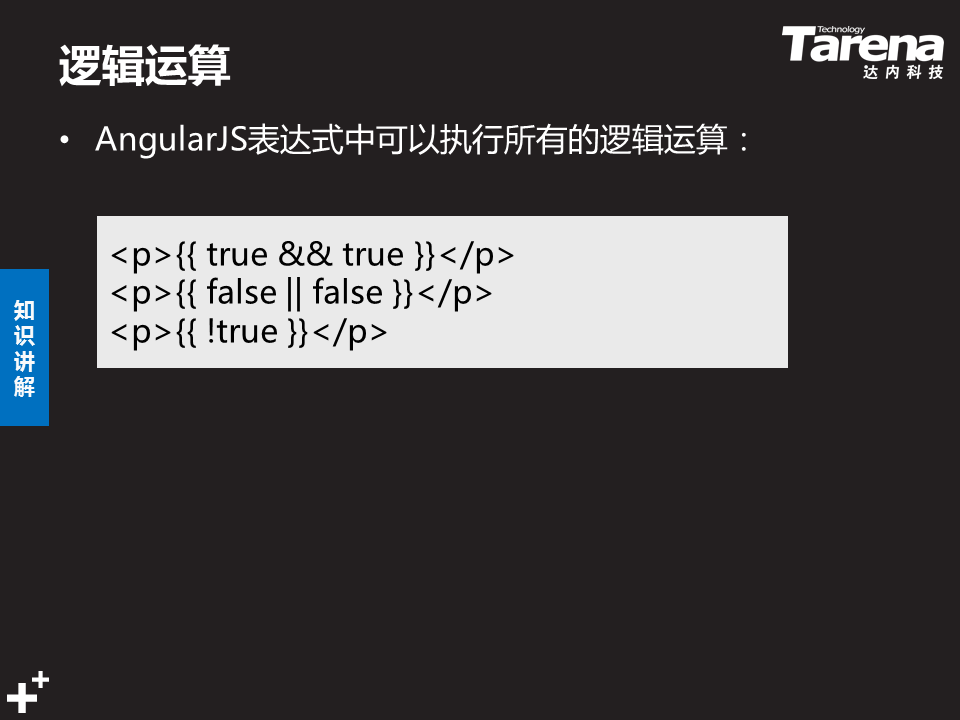 逻辑运算
Technology
Tarena
达内科技
• AngularJS表达式中可以执行所有的逻辑运算：
<p>{{ true && true }}</p>
<p>{{ false || false }}</p>
<p>{{ !true }}</p>
知
识
讲
解